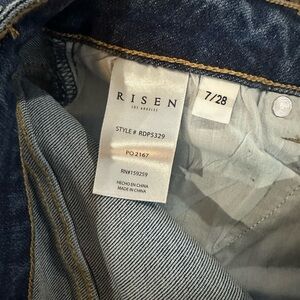 RISEN
LOS ANGELES
7/28
STYLE # RDP5329
PO 2167
RN#159259
HECHO EN CHINA
MADE IN CHINA